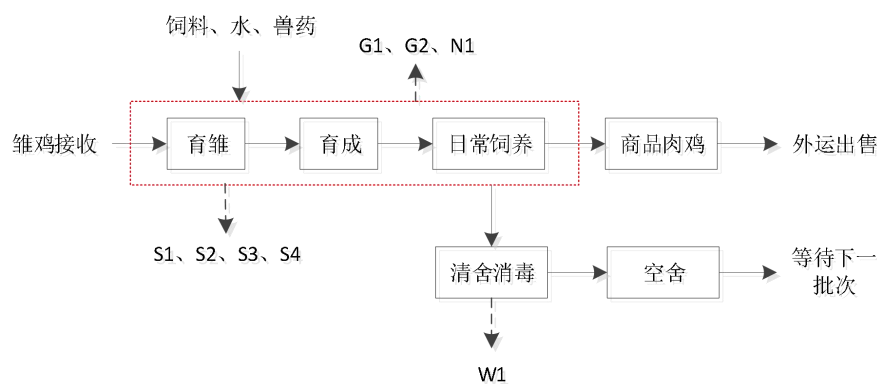 饲料、水、兽药
G1、G2、N1
雏鸡接收
育雏
育成
日常饲养
商品肉鸡
外运出售
S1、S2、S3、S4
清舍消毒
空舍
等待下一
批次
W1